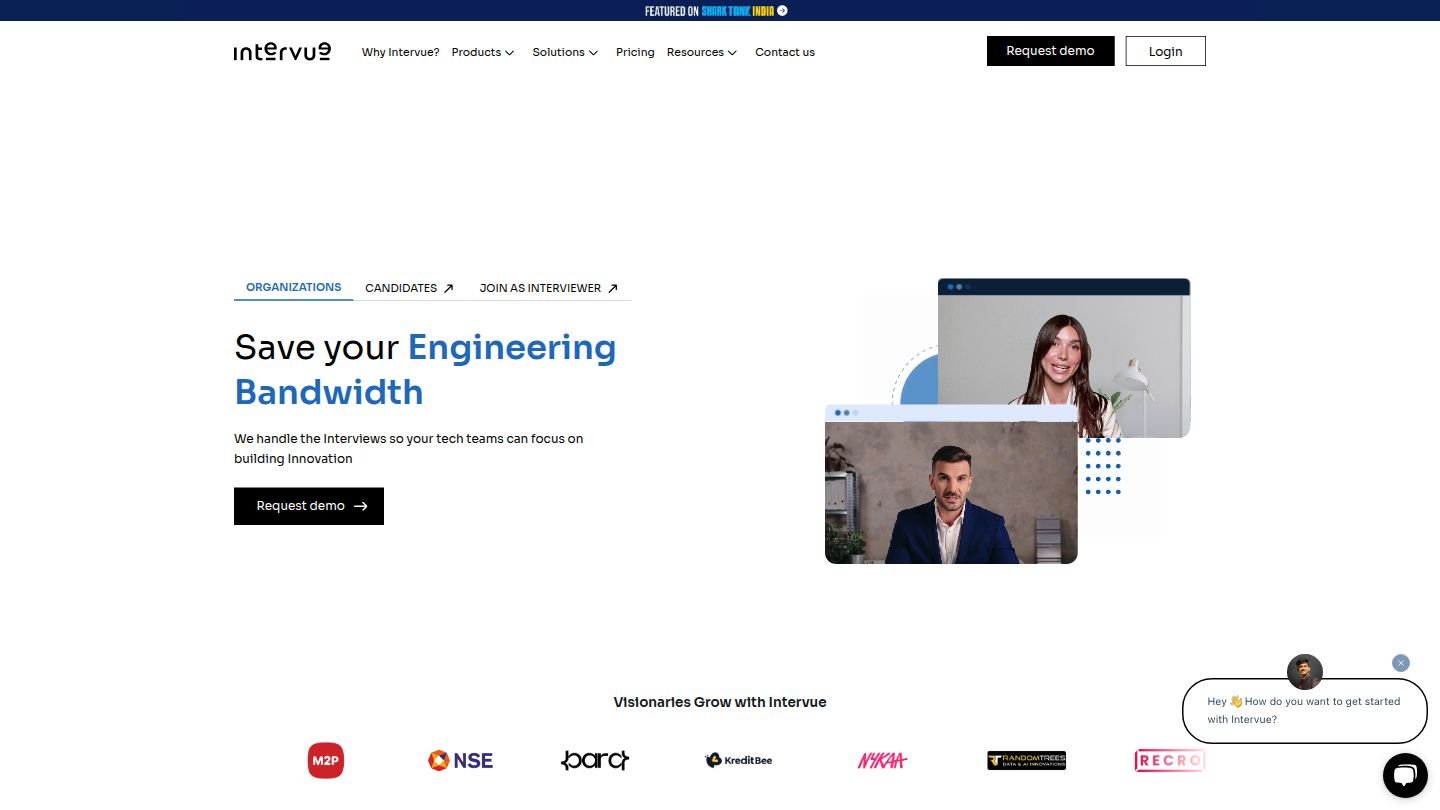 FEATURED ON SHARK TANK INDIA
intervue
Why Intervue?
Products
Solutions
Pricing
Resources
Contact us
Request demo
Login
ORGANIZATIONS
CANDIDATES
JOIN AS INTERVIEWER
Save your Engineering
Bandwidth
We handle the Interviews so your tech teams can focus on
building Innovation
Request demo
Visionaries Grow with Intervue
Hey 👋 How do you want to get started
with Intervue?
M2P
NSE
barq
KreditBee
NYKAA
RANDOMTREES
DATA & AI INNOVATIONS
RECRO